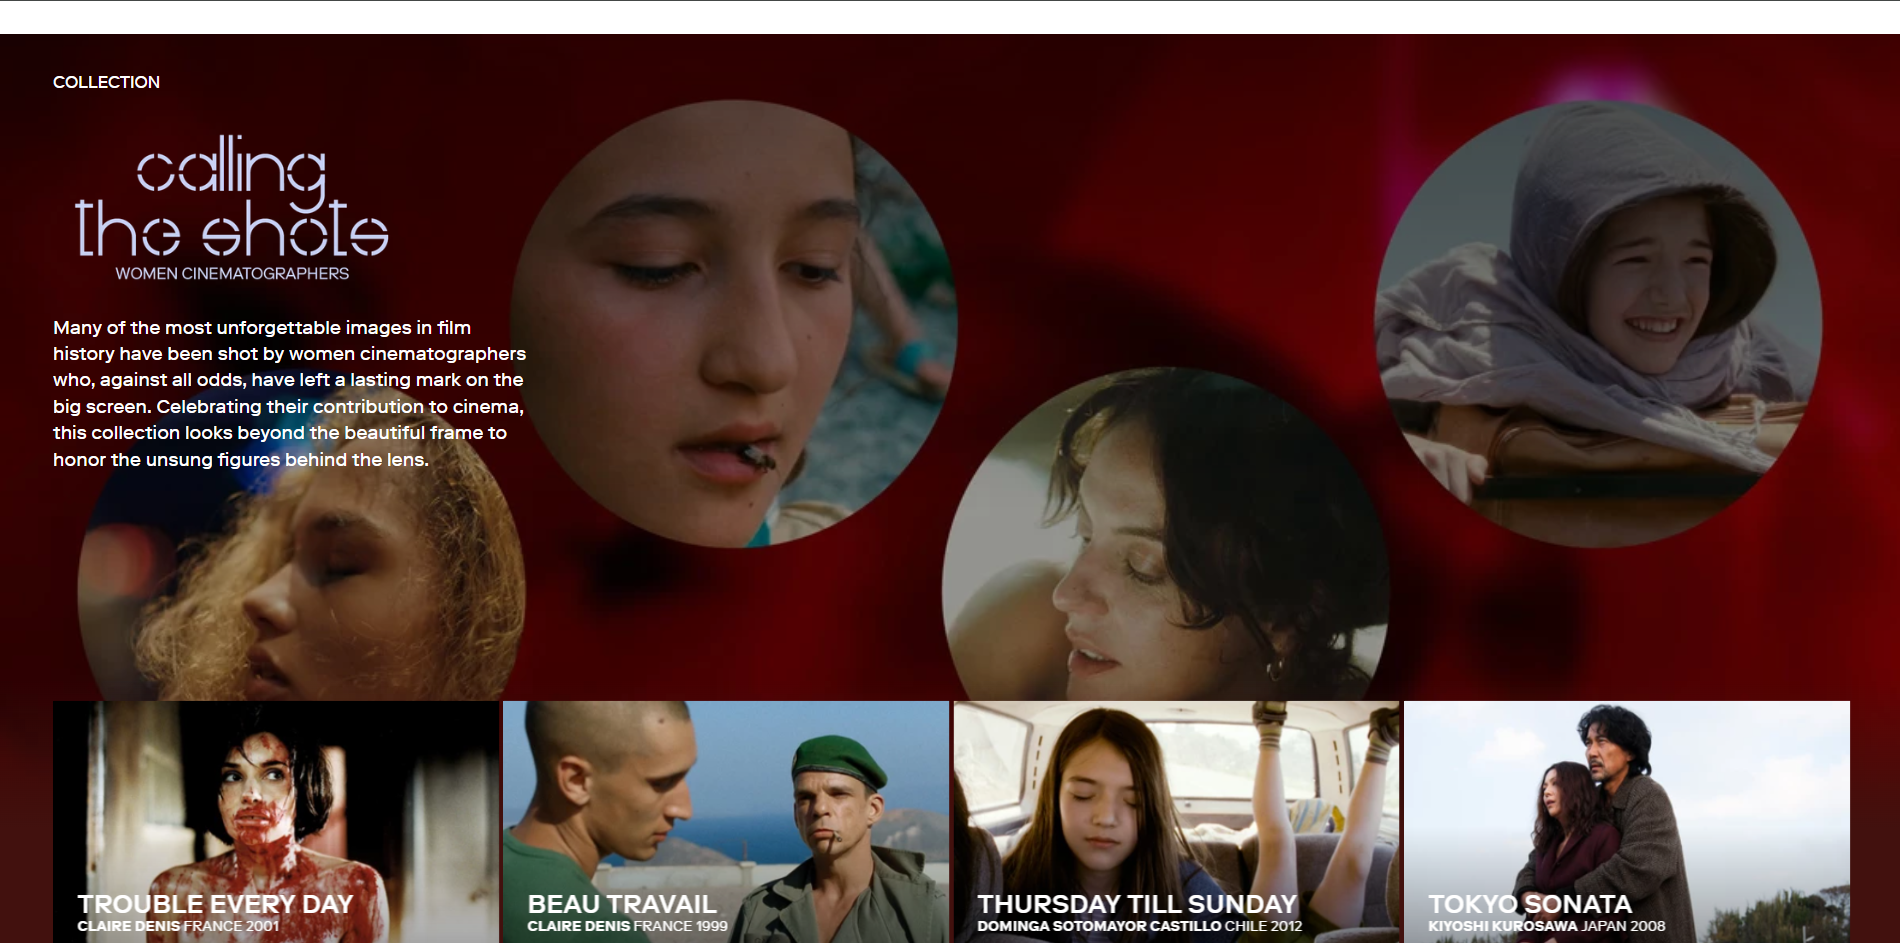 COLLECTION
calling
the shots
WOMEN CINEMATOGRAPHERS
Many of the most unforgettable images in film
history have been shot by women cinematographers
who, against all odds, have left a lasting mark on the
big screen. Celebrating their contribution to cinema,
this collection looks beyond the beautiful frame to
honor the unsung figures behind the lens.
TROUBLE EVERY DAY
CLAIRE DENIS FRANCE 2001
BEAU TRAVAIL
CLAIRE DENIS FRANCE 1999
THURSDAY TILL SUNDAY
DOMINGA SOTOMAYOR CASTILLO CHILE 2012
TOKYO SONATA
KIYOSHI KUROSAWA JAPAN 2008